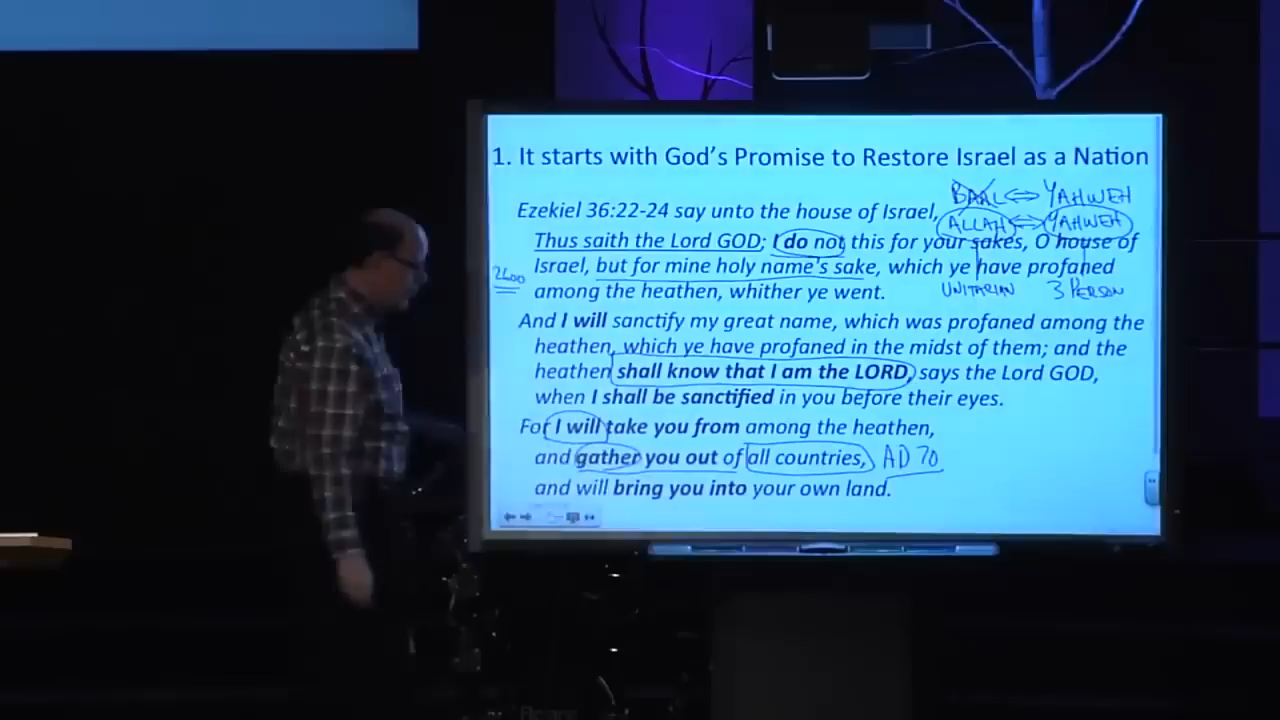 1. It starts with God's Promise to Restore Israel as a Nation
BAAL ⇔ YAHWEH
Ezekiel 36:22-24 say unto the house of Israel,
ALLAH ⇔ YAHWEH
Thus saith the Lord GOD; I do not this for your sakes, O house of
2600
Israel, but for mine holy name's sake, which ye have profaned
UNITARIAN 3 PERSON
among the heathen, whither ye went.
And I will sanctify my great name, which was profaned among the
heathen, which ye have profaned in the midst of them; and the
heathen shall know that I am the LORD, says the Lord GOD,
when I shall be sanctified in you before their eyes.
For I will take you from among the heathen,
and gather you out of all countries, AD 70
and will bring you into your own land.